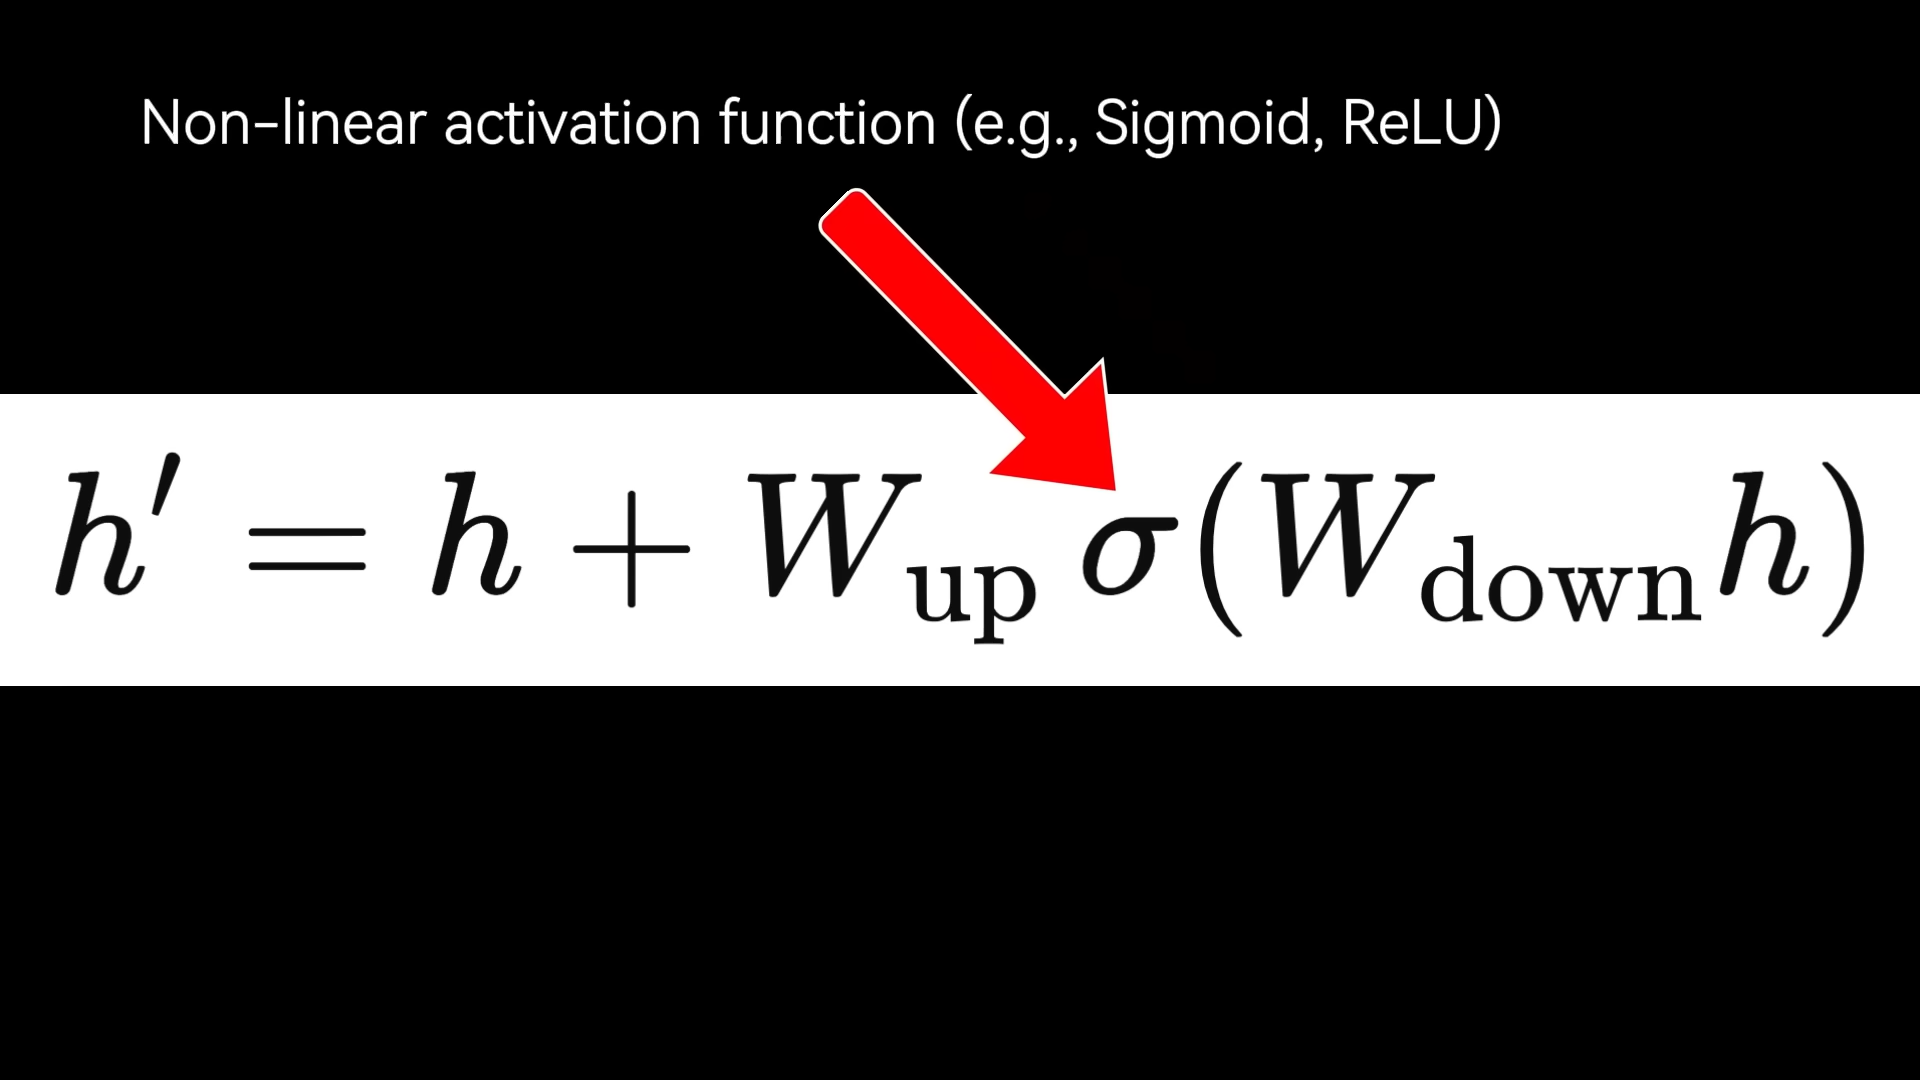 Non-linear activation function (e.g., Sigmoid, ReLU)
h′ = h + W_up σ(W_down h)